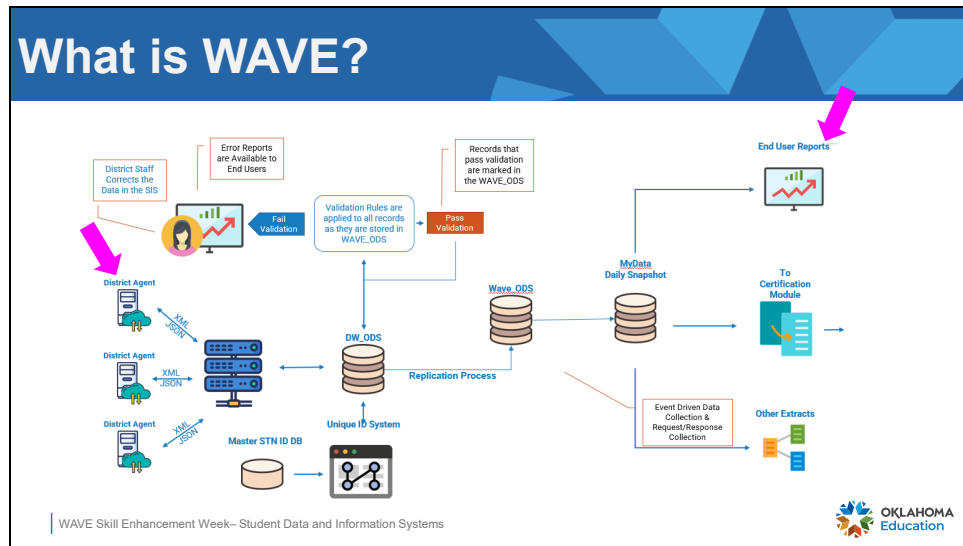 What is WAVE?
Error Reports
are Available to
End Users
Records that
pass validation
are marked in
the WAVE_ODS
End User Reports
District Staff
Corrects the
Data in the SIS
Fail
Validation
Validation Rules are
applied to all records
as they are stored in
WAVE_ODS
Pass
Validation
District Agent
XML
JSON
District Agent
XML
JSON
District Agent
XML
JSON
DW_ODS
Replication Process
Wave_ODS
MyData
Daily Snapshot
To
Certification
Module
Unique ID System
Master STN ID DB
Event Driven Data
Collection &
Request/Response
Collection
Other Extracts
WAVE Skill Enhancement Week– Student Data and Information Systems
OKLAHOMA
Education